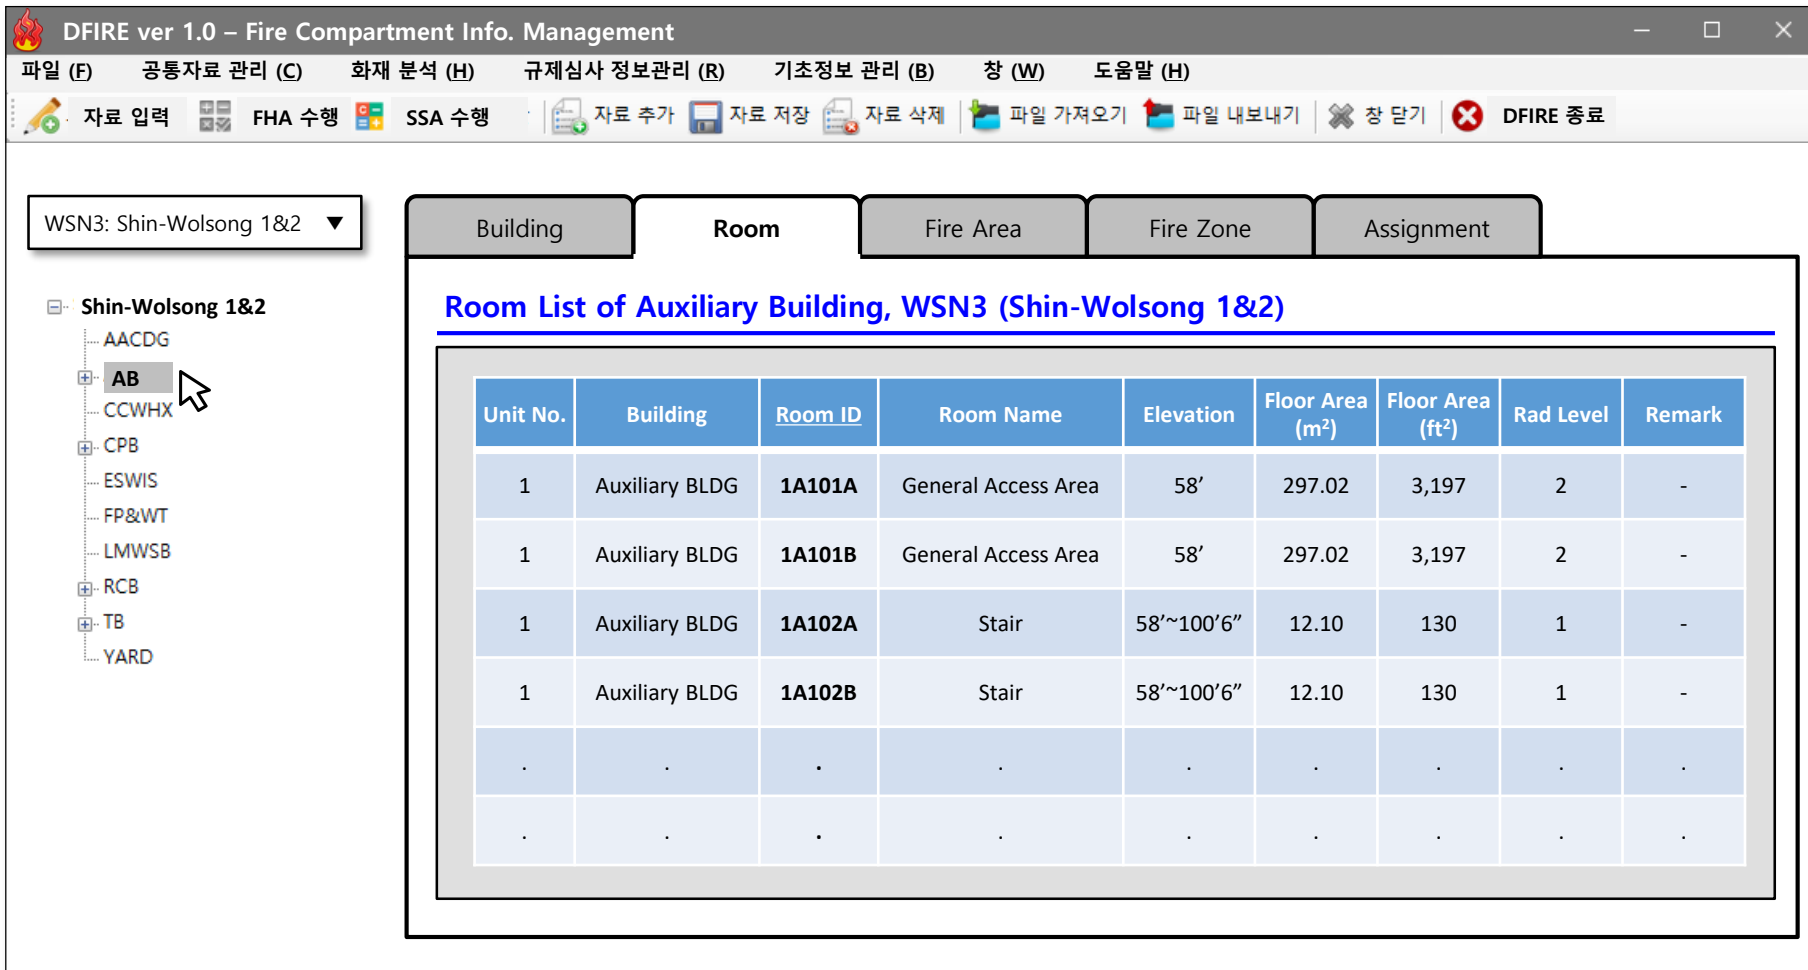 DFIRE ver 1.0 – Fire Compartment Info. Management
파일 (F) 공통자료 관리 (C) 화재 분석 (H) 규제심사 정보관리 (R) 기초정보 관리 (B) 창 (W) 도움말 (H)
자료 입력 FHA 수행 SSA 수행 자료 추가 자료 저장 자료 삭제 파일 가져오기 파일 내보내기 창 닫기 DFIRE 종료
WSN3: Shin-Wolsong 1&2 ▼
Shin-Wolsong 1&2
AACDG
AB
CCWHX
CPB
ESWIS
FP&WT
LMWSB
RCB
TB
YARD
Building Room Fire Area Fire Zone Assignment
Room List of Auxiliary Building, WSN3 (Shin-Wolsong 1&2)
Unit No. Building Room ID Room Name Elevation Floor Area (m²) Floor Area (ft²) Rad Level Remark
1 Auxiliary BLDG 1A101A General Access Area 58’ 297.02 3,197 2 -
1 Auxiliary BLDG 1A101B General Access Area 58’ 297.02 3,197 2 -
1 Auxiliary BLDG 1A102A Stair 58’~100’6” 12.10 130 1 -
1 Auxiliary BLDG 1A102B Stair 58’~100’6” 12.10 130 1 -
. . . . . . . . .
. . . . . . . . .